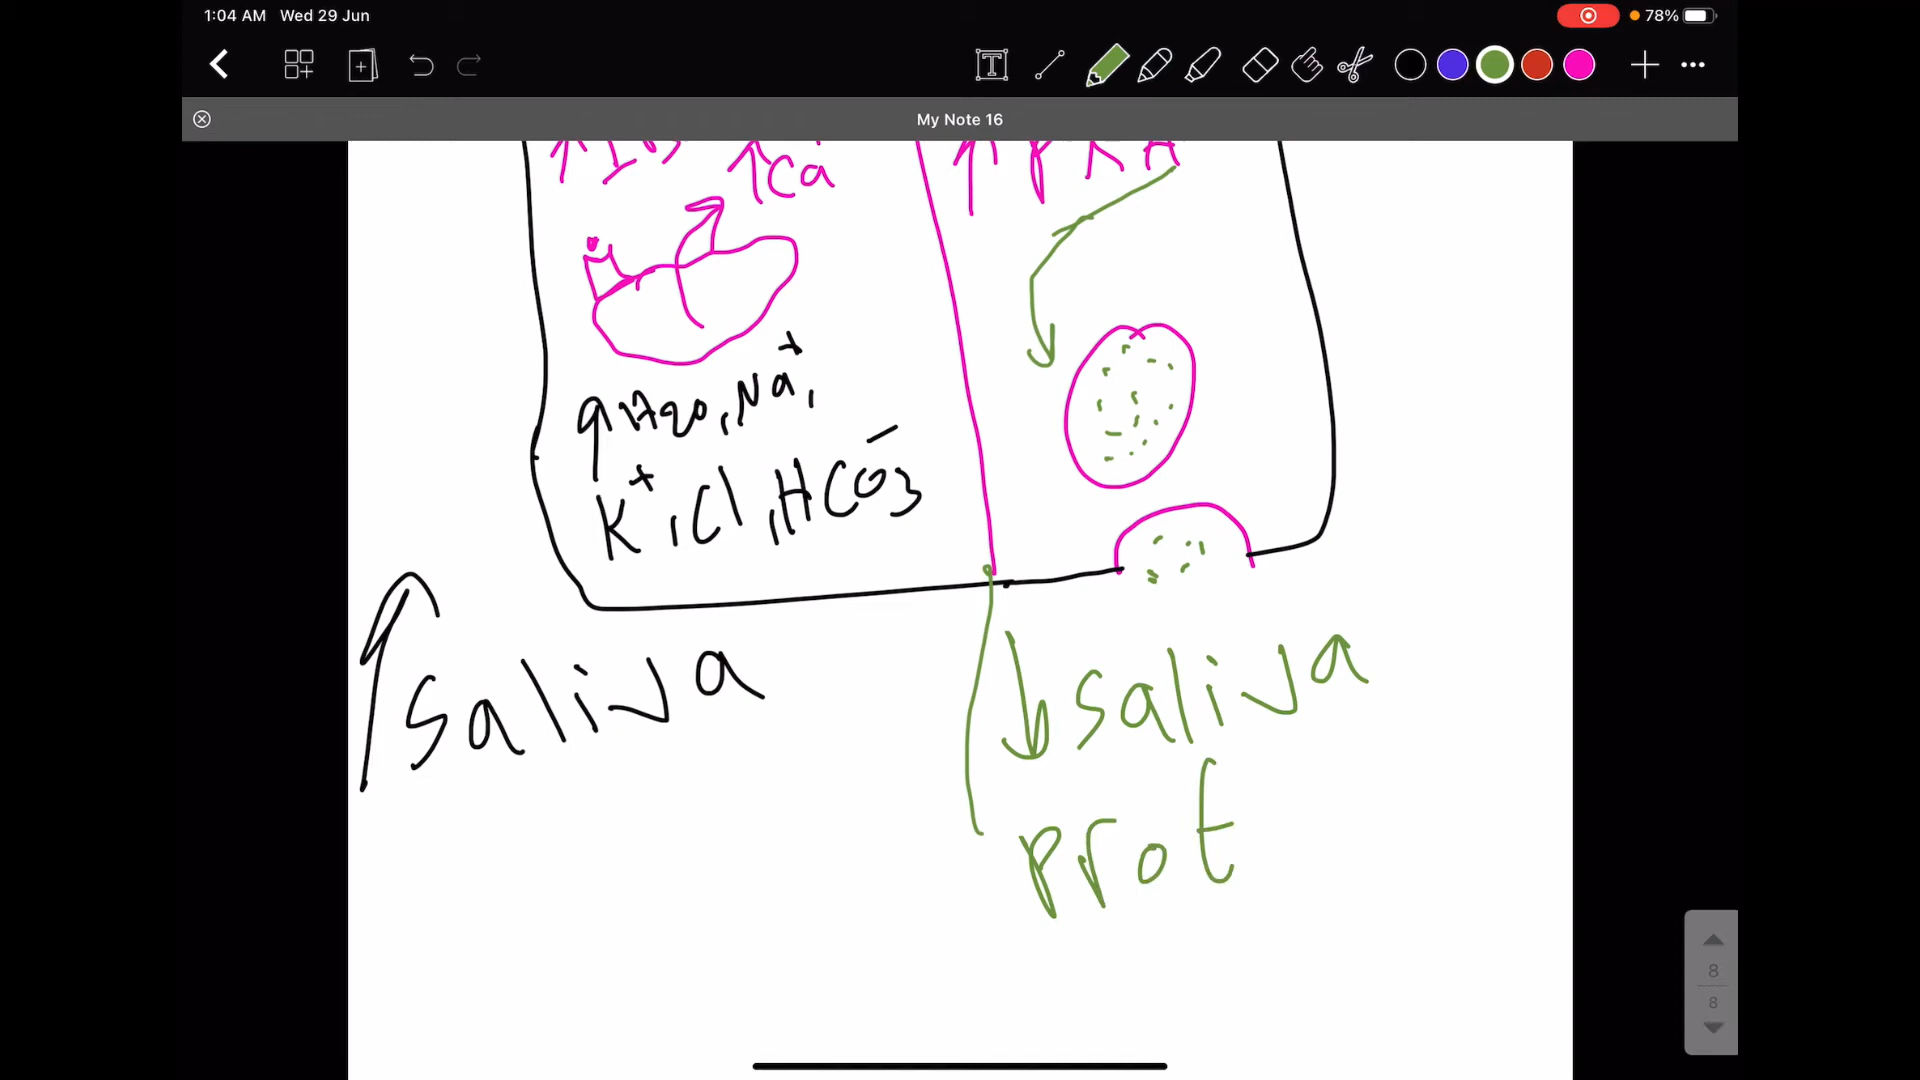 1:04 AM Wed 29 Jun
78%
T
My Note 16
↑Ca
↑H20, Na+,
K+, Cl, HCO3-
↑saliva
↓saliva
prot
8
8